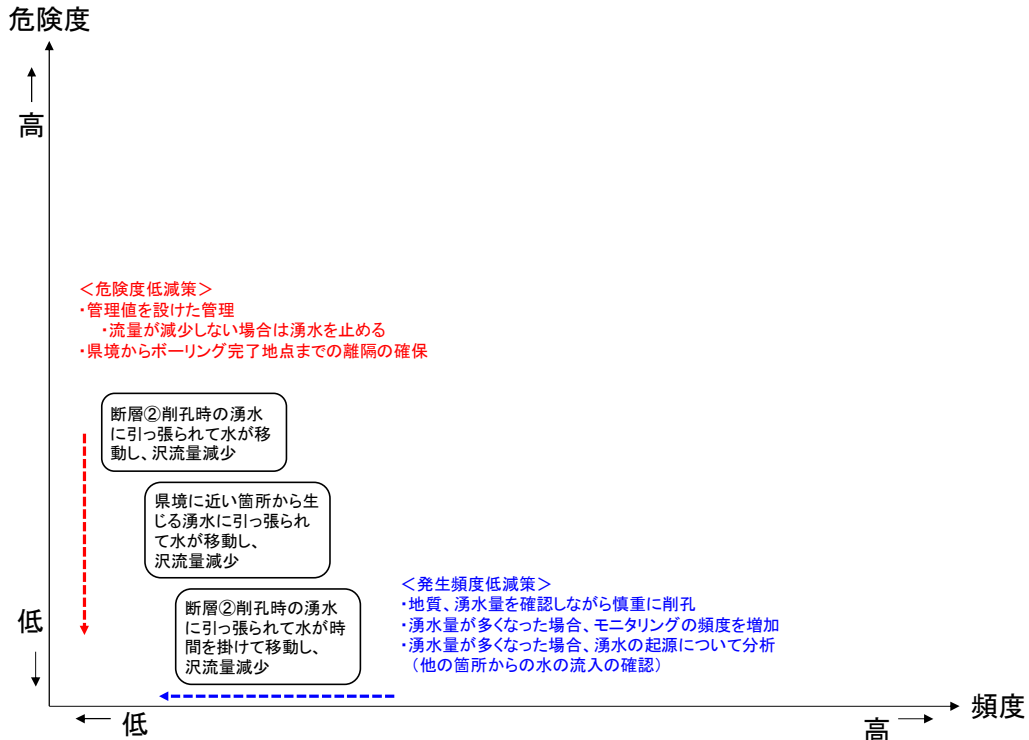 危険度
高
＜危険度低減策＞
・管理値を設けた管理
・流量が減少しない場合は湧水を止める
・県境からボーリング完了地点までの離隔の確保
断層②削孔時の湧水
に引っ張られて水が移
動し、沢流量減少
県境に近い箇所から生
じる湧水に引っ張られ
て水が移動し、
沢流量減少
断層②削孔時の湧水
に引っ張られて水が時
間を掛けて移動し、
沢流量減少
＜発生頻度低減策＞
・地質、湧水量を確認しながら慎重に削孔
・湧水量が多くなった場合、モニタリングの頻度を増加
・湧水量が多くなった場合、湧水の起源について分析
（他の箇所からの水の流入の確認）
低
低
高
頻度